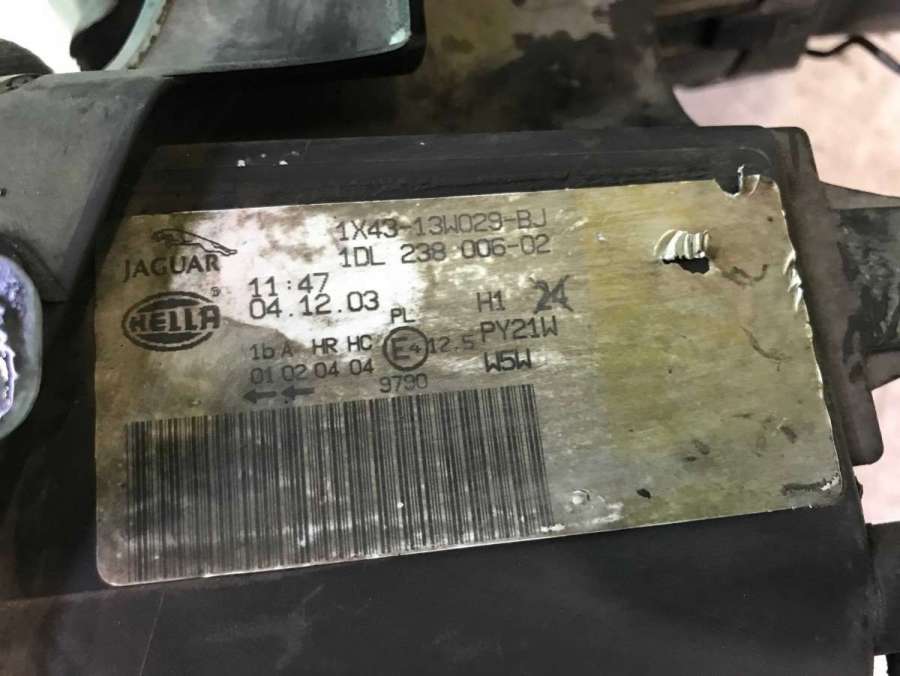 JAGUAR
1X43-13W029-BJ
1DL 238 006-02
HELLA ®
11:47
04.12.03
PL
H1 24
1b A HR HC E4 12.5 PY21W
01 02 04 04 W5W
9790